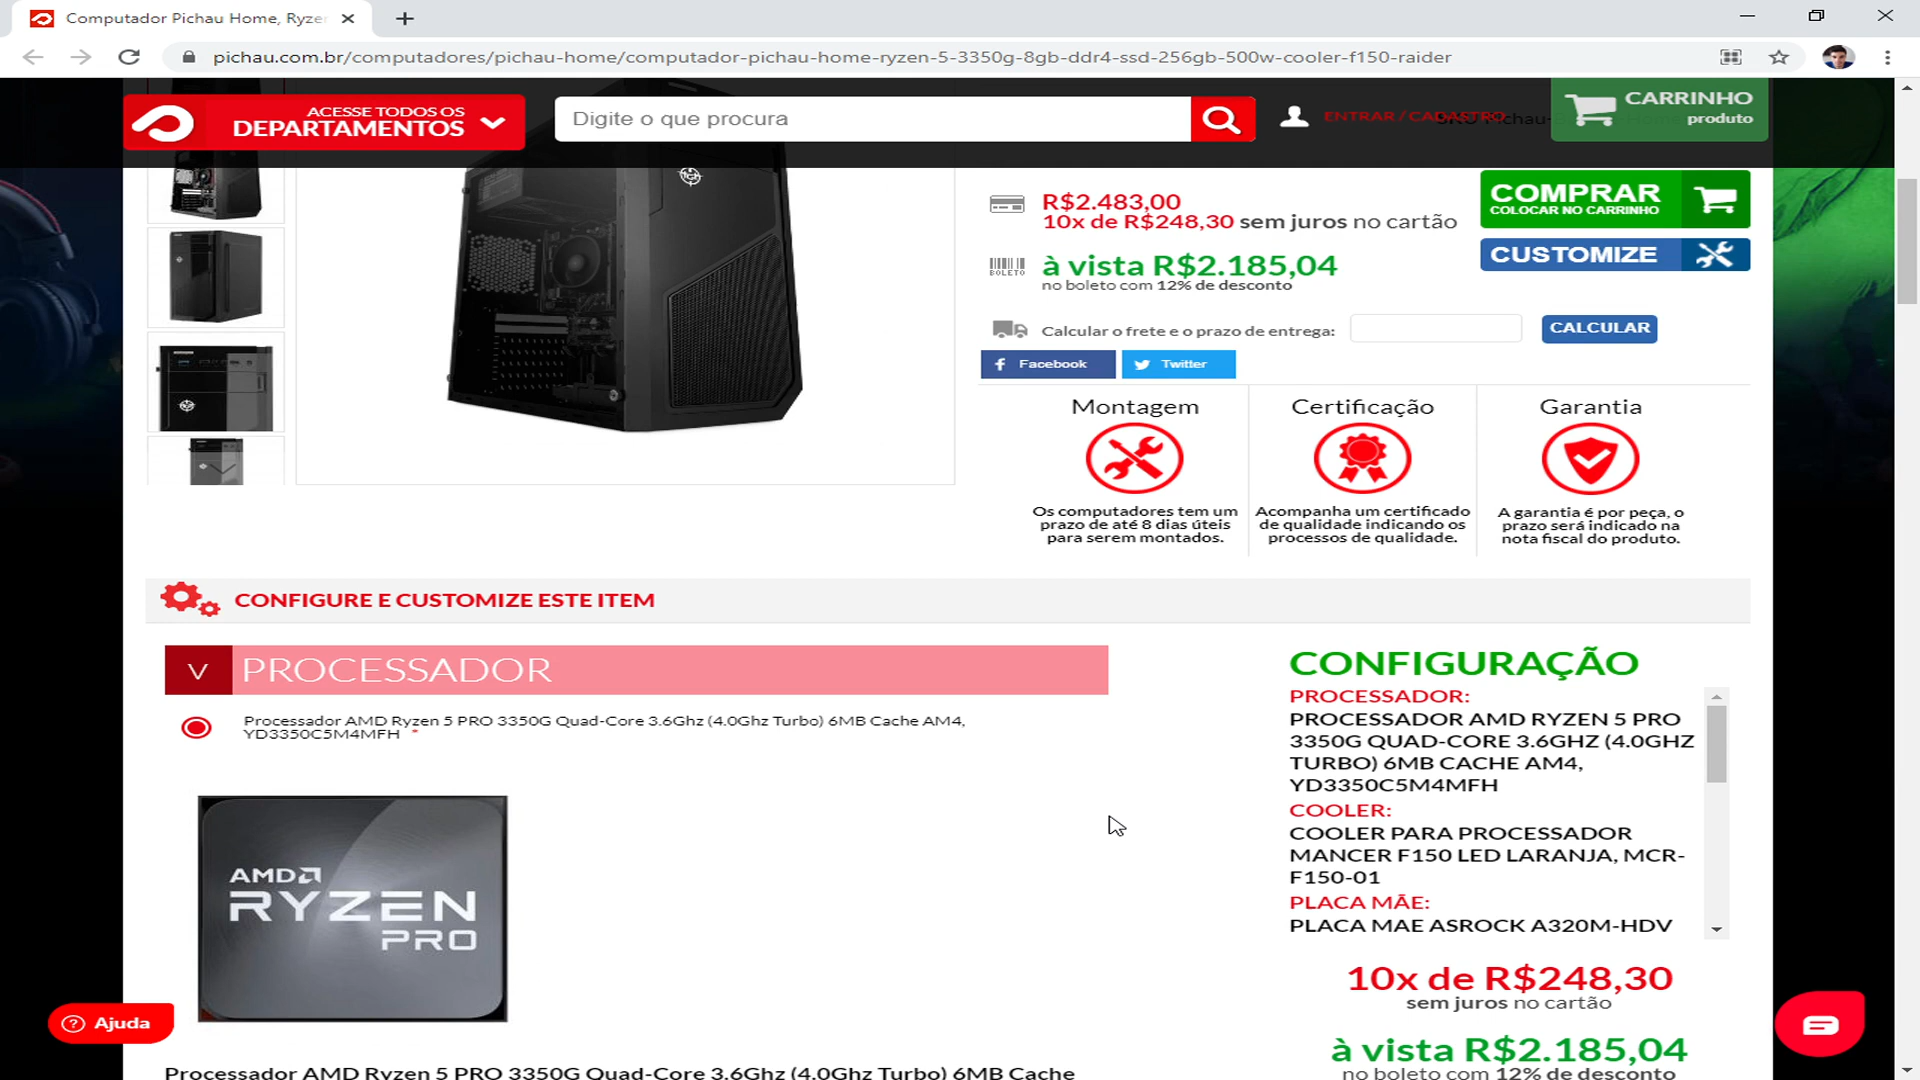 Computador Pichau Home, Ryze
pichau.com.br/computadores/pichau-home/computador-pichau-home-ryzen-5-3350g-8gb-ddr4-ssd-256gb-500w-cooler-f150-raider
ACESSE TODOS OS
DEPARTAMENTOS
Digite o que procura
ENTRAR / CADASTRO
CARRINHO
produto
R$2.483,00
10x de R$248,30 sem juros no cartão
COMPRAR
COLOCAR NO CARRINHO
BOLETO
à vista R$2.185,04
no boleto com 12% de desconto
CUSTOMIZE
Calcular o frete e o prazo de entrega:
CALCULAR
Facebook
Twitter
Montagem
Os computadores tem um
prazo de até 8 dias úteis
para serem montados.
Certificação
Acompanha um certificado
de qualidade indicando os
processos de qualidade.
Garantia
A garantia é por peça, o
prazo será indicado na
nota fiscal do produto.
CONFIGURE E CUSTOMIZE ESTE ITEM
V PROCESSADOR
Processador AMD Ryzen 5 PRO 3350G Quad-Core 3.6Ghz (4.0Ghz Turbo) 6MB Cache AM4,
YD3350C5M4MFH *
AMD
RYZEN
PRO
Processador AMD Ryzen 5 PRO 3350G Quad-Core 3.6Ghz (4.0Ghz Turbo) 6MB Cache
CONFIGURAÇÃO
PROCESSADOR:
PROCESSADOR AMD RYZEN 5 PRO
3350G QUAD-CORE 3.6GHZ (4.0GHZ
TURBO) 6MB CACHE AM4,
YD3350C5M4MFH
COOLER:
COOLER PARA PROCESSADOR
MANCER F150 LED LARANJA, MCR-
F150-01
PLACA MÃE:
PLACA MAE ASROCK A320M-HDV
10x de R$248,30
sem juros no cartão
à vista R$2.185,04
no boleto com 12% de desconto
? Ajuda